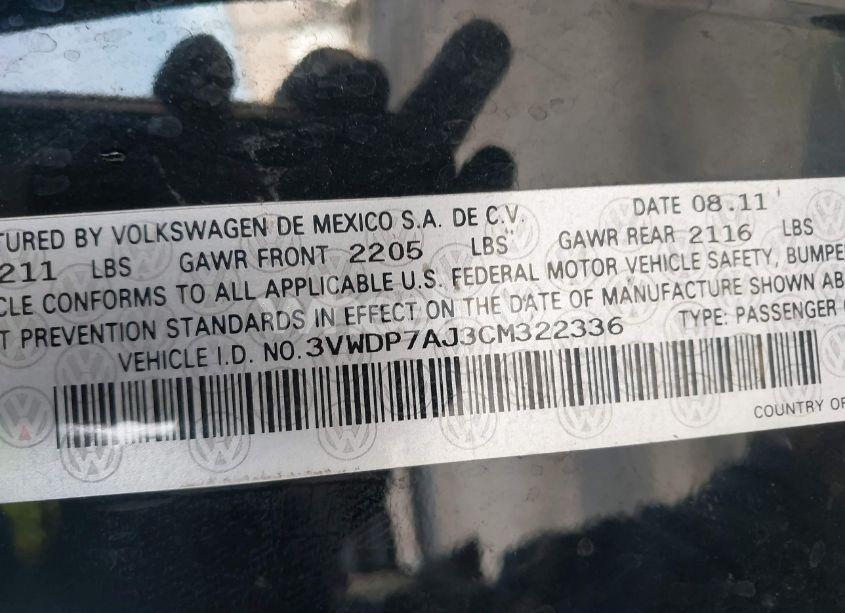 TURED BY VOLKSWAGEN DE MEXICO S.A. DE C.V. DATE 08.11
211 LBS GAWR FRONT 2205 LBS GAWR REAR 2116 LBS
CLE CONFORMS TO ALL APPLICABLE U.S. FEDERAL MOTOR VEHICLE SAFETY, BUMPE
T PREVENTION STANDARDS IN EFFECT ON THE DATE OF MANUFACTURE SHOWN AB
VEHICLE I.D. NO. 3VWDP7AJ3CM322336 TYPE: PASSENGER
COUNTRY OF